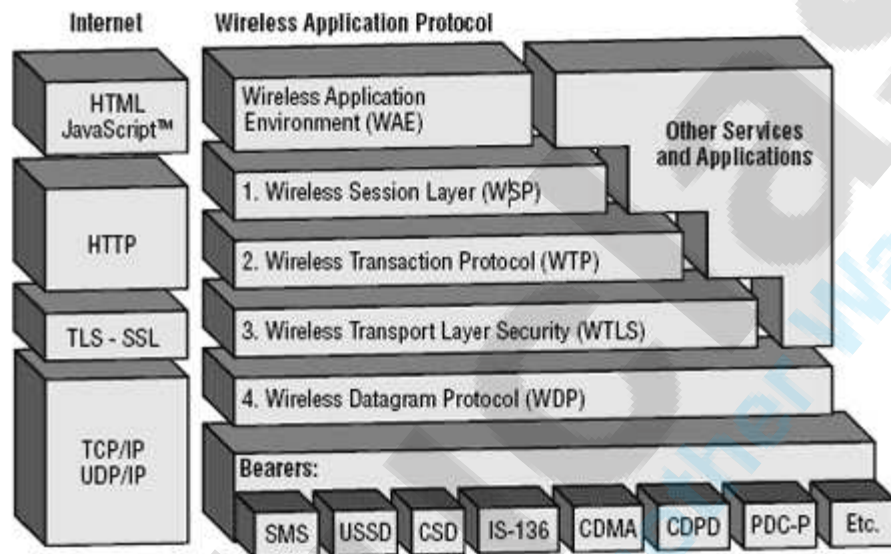 Internet
Wireless Application Protocol
HTML
JavaScript™
HTTP
TLS - SSL
TCP/IP
UDP/IP
Wireless Application
Environment (WAE)
1. Wireless Session Layer (WSP)
2. Wireless Transaction Protocol (WTP)
3. Wireless Transport Layer Security (WTLS)
4. Wireless Datagram Protocol (WDP)
Other Services
and Applications
Bearers:
SMS
USSD
CSD
IS-136
CDMA
CDPD
PDC-P
Etc.